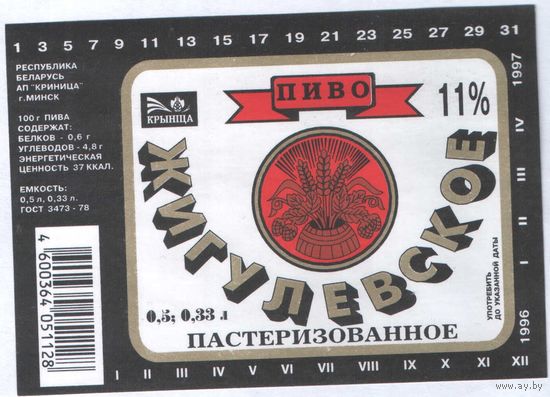 1 3 5 7 9 11 13 15 17 19 21 23 25 27 29 31
РЕСПУБЛИКА
БЕЛАРУСЬ
АП "КРИНИЦА"
г.МИНСК
100 г ПИВА
СОДЕРЖАТ:
БЕЛКОВ - 0,6 г
УГЛЕВОДОВ - 4,8 г
ЭНЕРГЕТИЧЕСКАЯ
ЦЕННОСТЬ 37 ККАЛ.
ЕМКОСТЬ:
0,5 л, 0,33 л.
ГОСТ 3473 - 78
4 600364 051128
КРЫНIЦА
ПИВО
11%
ЖИГУЛЕВСКОЕ
0,5; 0,33 л
ПАСТЕРИЗОВАННОЕ
УПОТРЕБИТЬ
ДО УКАЗАННОЙ ДАТЫ
1996 I II III IV 1997
I II III IV V VI VII VIII IX X XI XII
www.ay.by